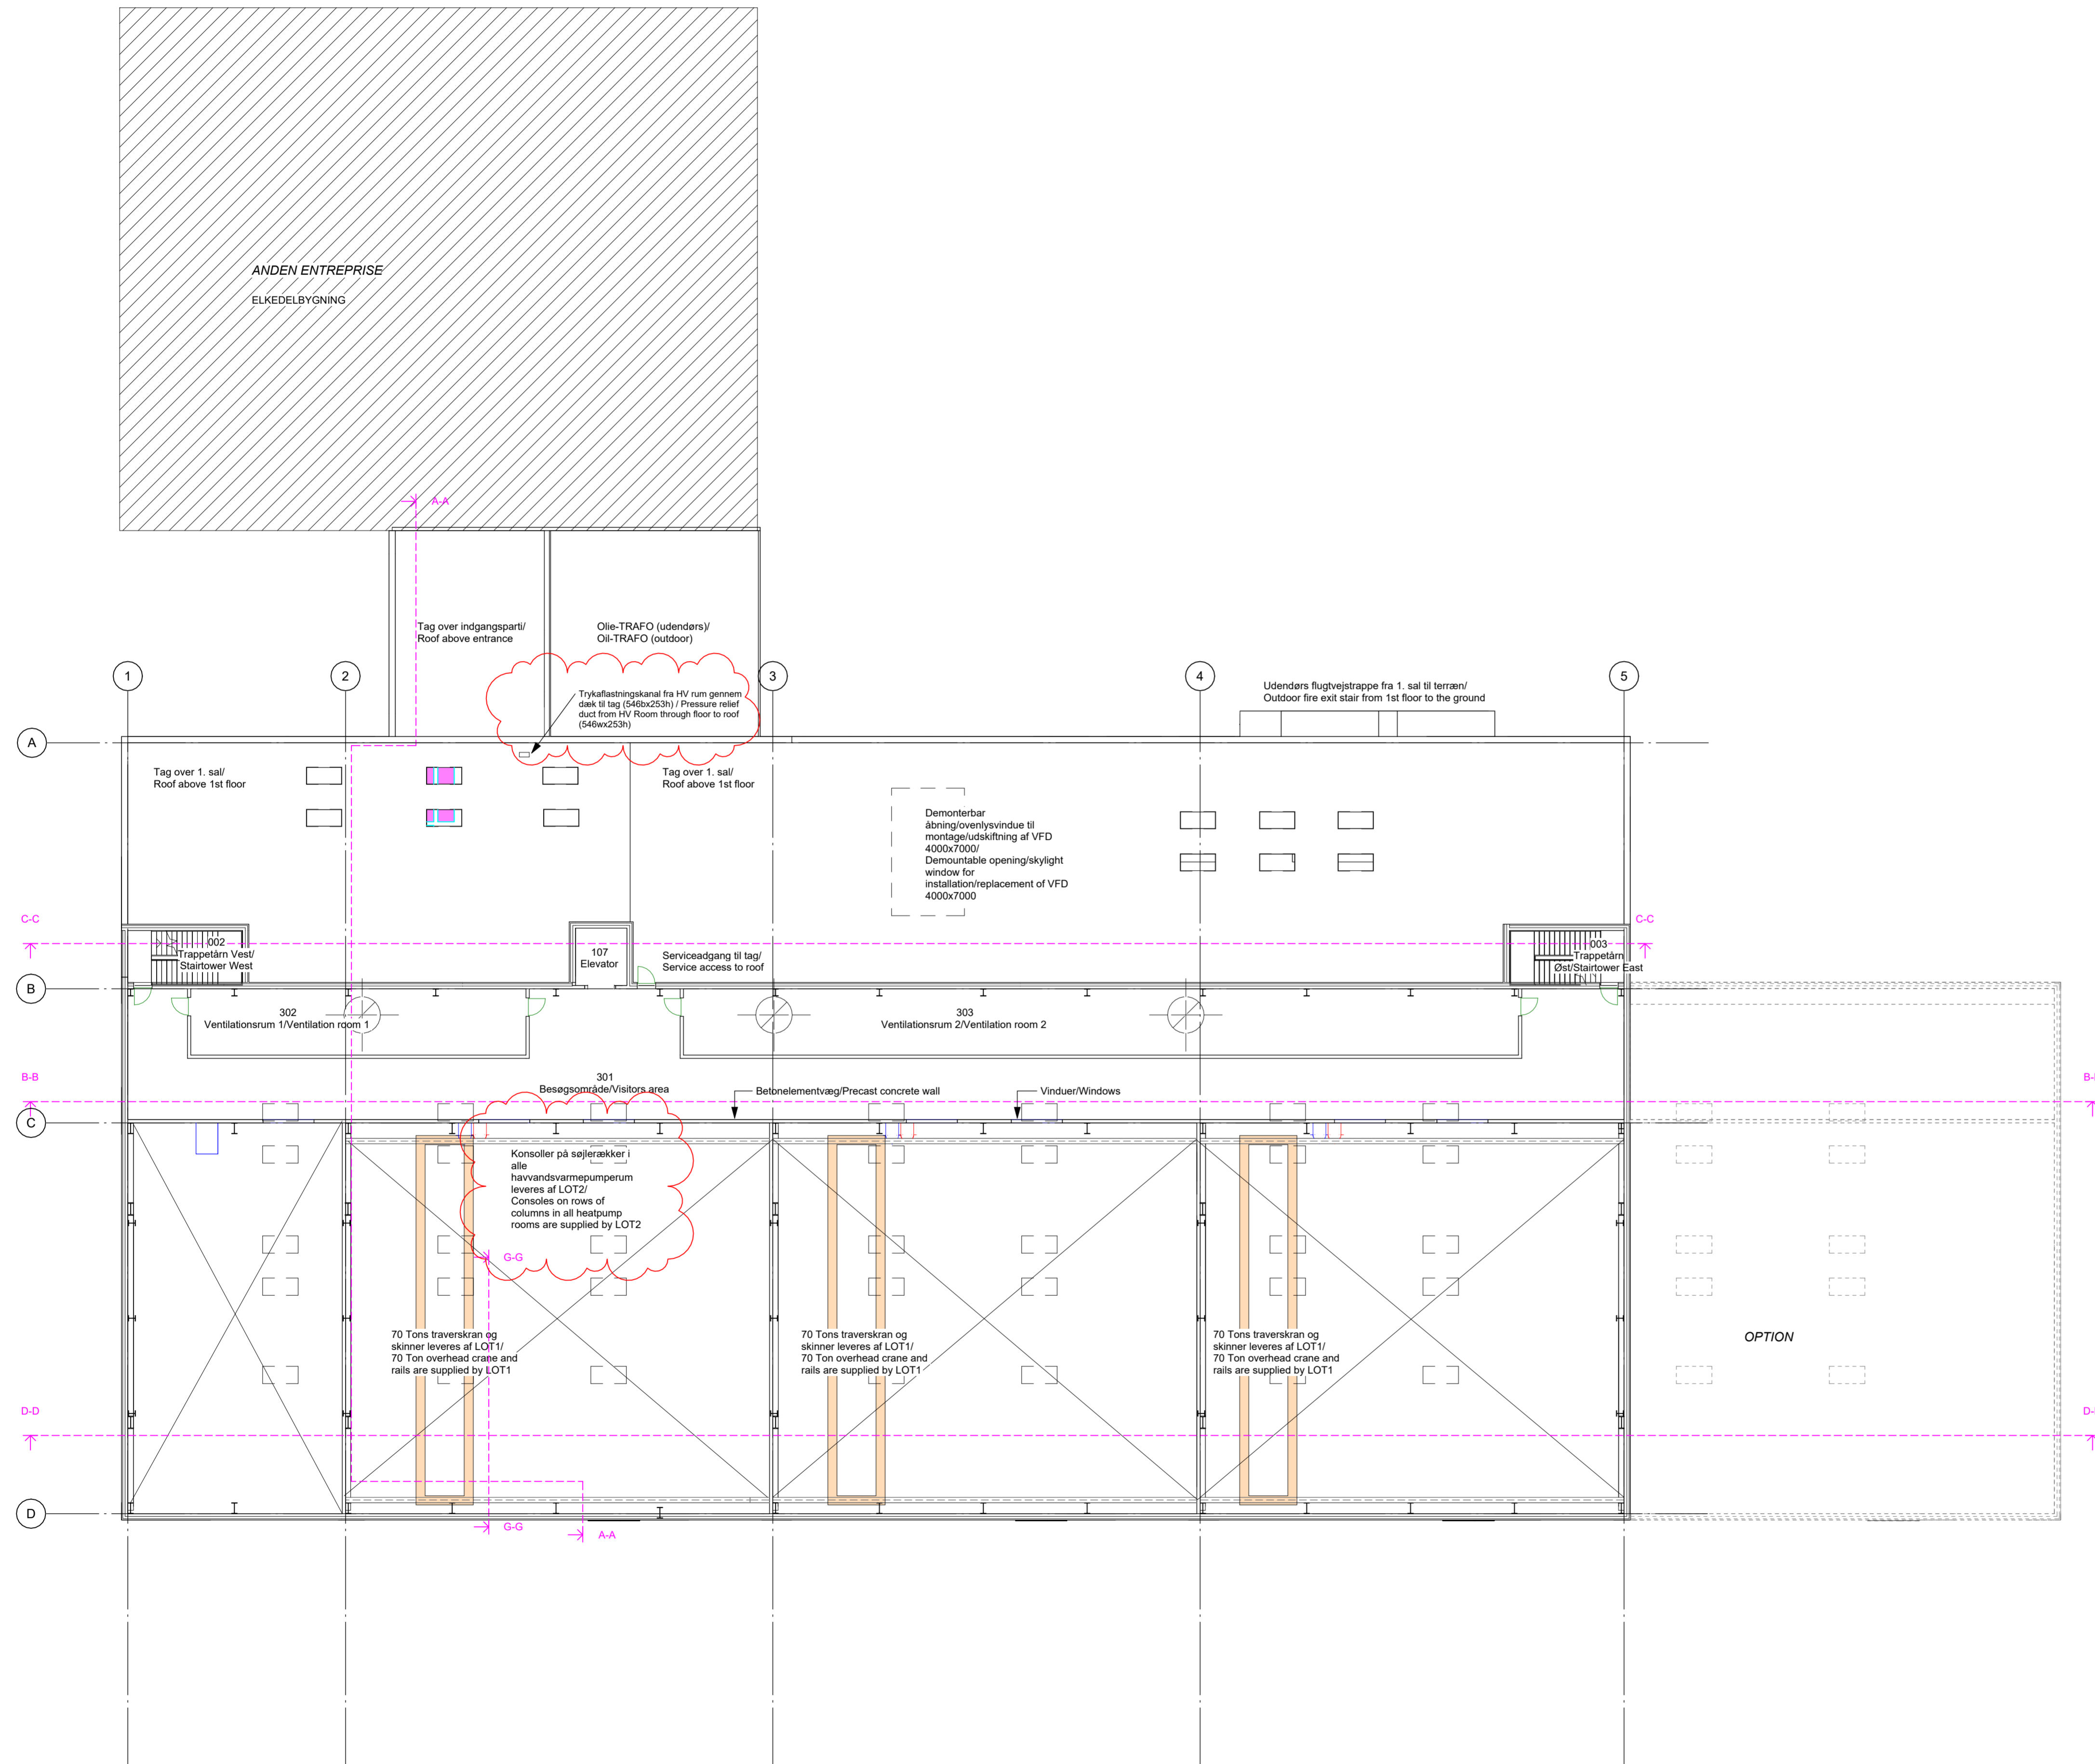 ANDEN ENTREPRISE
ELKEDELBYGNING
A-A
Tag over indgangsparti/
Roof above entrance
Olie-TRAFO (udendørs)/
Oil-TRAFO (outdoor)
1
2
3
4
5
Trykaflastningskanal fra HV rum gennem
dæk til tag (546bx253h) / Pressure relief
duct from HV Room through floor to roof
(546wx253h)
Udendørs flugtvejstrappe fra 1. sal til terræn/
Outdoor fire exit stair from 1st floor to the ground
A
Tag over 1. sal/
Roof above 1st floor
Tag over 1. sal/
Roof above 1st floor
Demonterbar
åbning/ovenlysvindue til
montage/udskiftning af VFD
4000x7000/
Demountable opening/skylight
window for
installation/replacement of VFD
4000x7000
C-C
C-C
002
Trappetårn Vest/
Stairtower West
107
Elevator
Serviceadgang til tag/
Service access to roof
003
Trappetårn
Øst/Stairtower East
B
302
Ventilationsrum 1/Ventilation room 1
303
Ventilationsrum 2/Ventilation room 2
B-B
301
Besøgsområde/Visitors area
Betonelementvæg/Precast concrete wall
Vinduer/Windows
B-
C
Konsoller på søjlerækker i
alle
havvandsvarmepumperum
leveres af LOT2/
Consoles on rows of
columns in all heatpump
rooms are supplied by LOT2
G-G
70 Tons traverskran og
skinner leveres af LOT1/
70 Ton overhead crane and
rails are supplied by LOT1
70 Tons traverskran og
skinner leveres af LOT1/
70 Ton overhead crane and
rails are supplied by LOT1
70 Tons traverskran og
skinner leveres af LOT1/
70 Ton overhead crane and
rails are supplied by LOT1
OPTION
D-D
D-
D
G-G
A-A